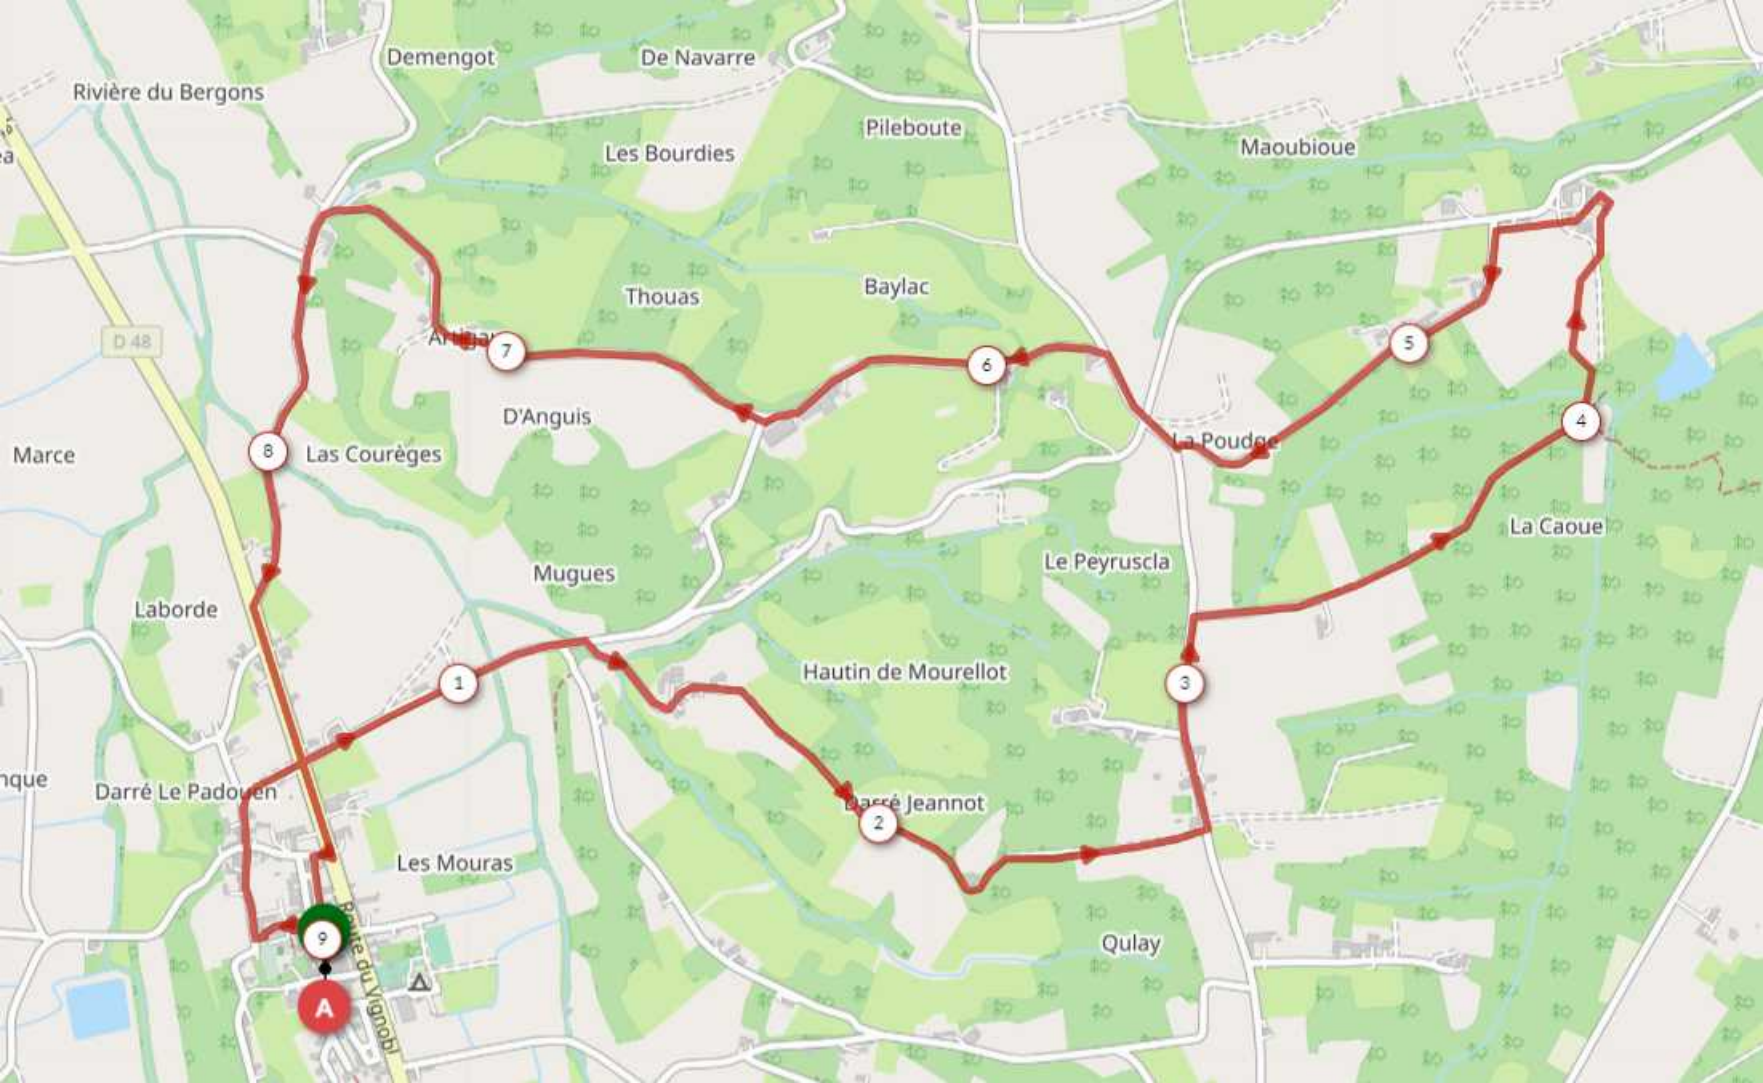 Demengot
De Navarre
Rivière du Bergons
Pileboute
Maoubioue
Les Bourdies
Baylac
Thouas
D 48
7
6
5
4
D'Anguis
La Poudge
Marce
8
Las Courèges
La Caoue
Le Peyruscla
Mugues
Laborde
Hautin de Mourellot
1
3
Darré Le Padouen
Darré Jeannot
2
Les Mouras
9
Qulay
A